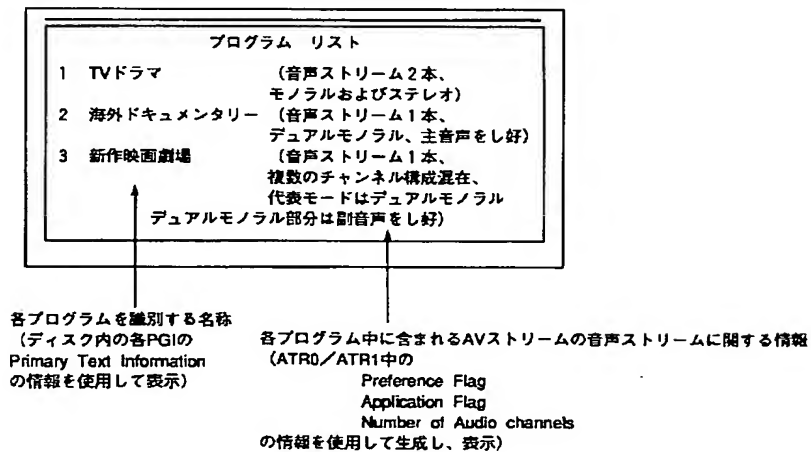 プログラム リスト
1 TVドラマ (音声ストリーム2本、
モノラルおよびステレオ)
2 海外ドキュメンタリー (音声ストリーム1本、
デュアルモノラル、主音声をし好)
3 新作映画劇場 (音声ストリーム1本、
複数のチャンネル構成混在、
代表モードはデュアルモノラル
デュアルモノラル部分は副音声をし好)
各プログラムを識別する名称
(ディスク内の各PGIの
Primary Text Information
の情報を使用して表示)
各プログラム中に含まれるAVストリームの音声ストリームに関する情報
(ATR0/ATR1中の
Preference Flag
Application Flag
Number of Audio channels
の情報を使用して生成し、表示)